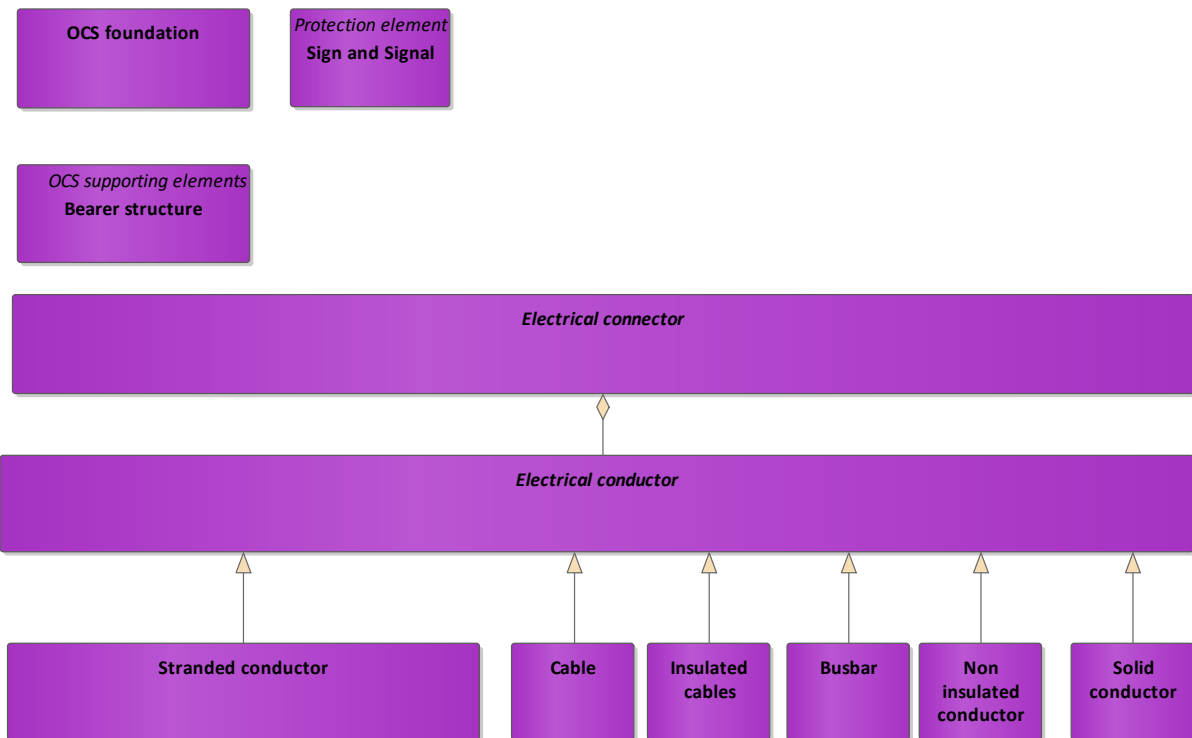 OCS foundation
Protection element
Sign and Signal
OCS supporting elements
Bearer structure
Electrical connector
Electrical conductor
Stranded conductor
Cable
Insulated
cables
Busbar
Non
insulated
conductor
Solid
conductor